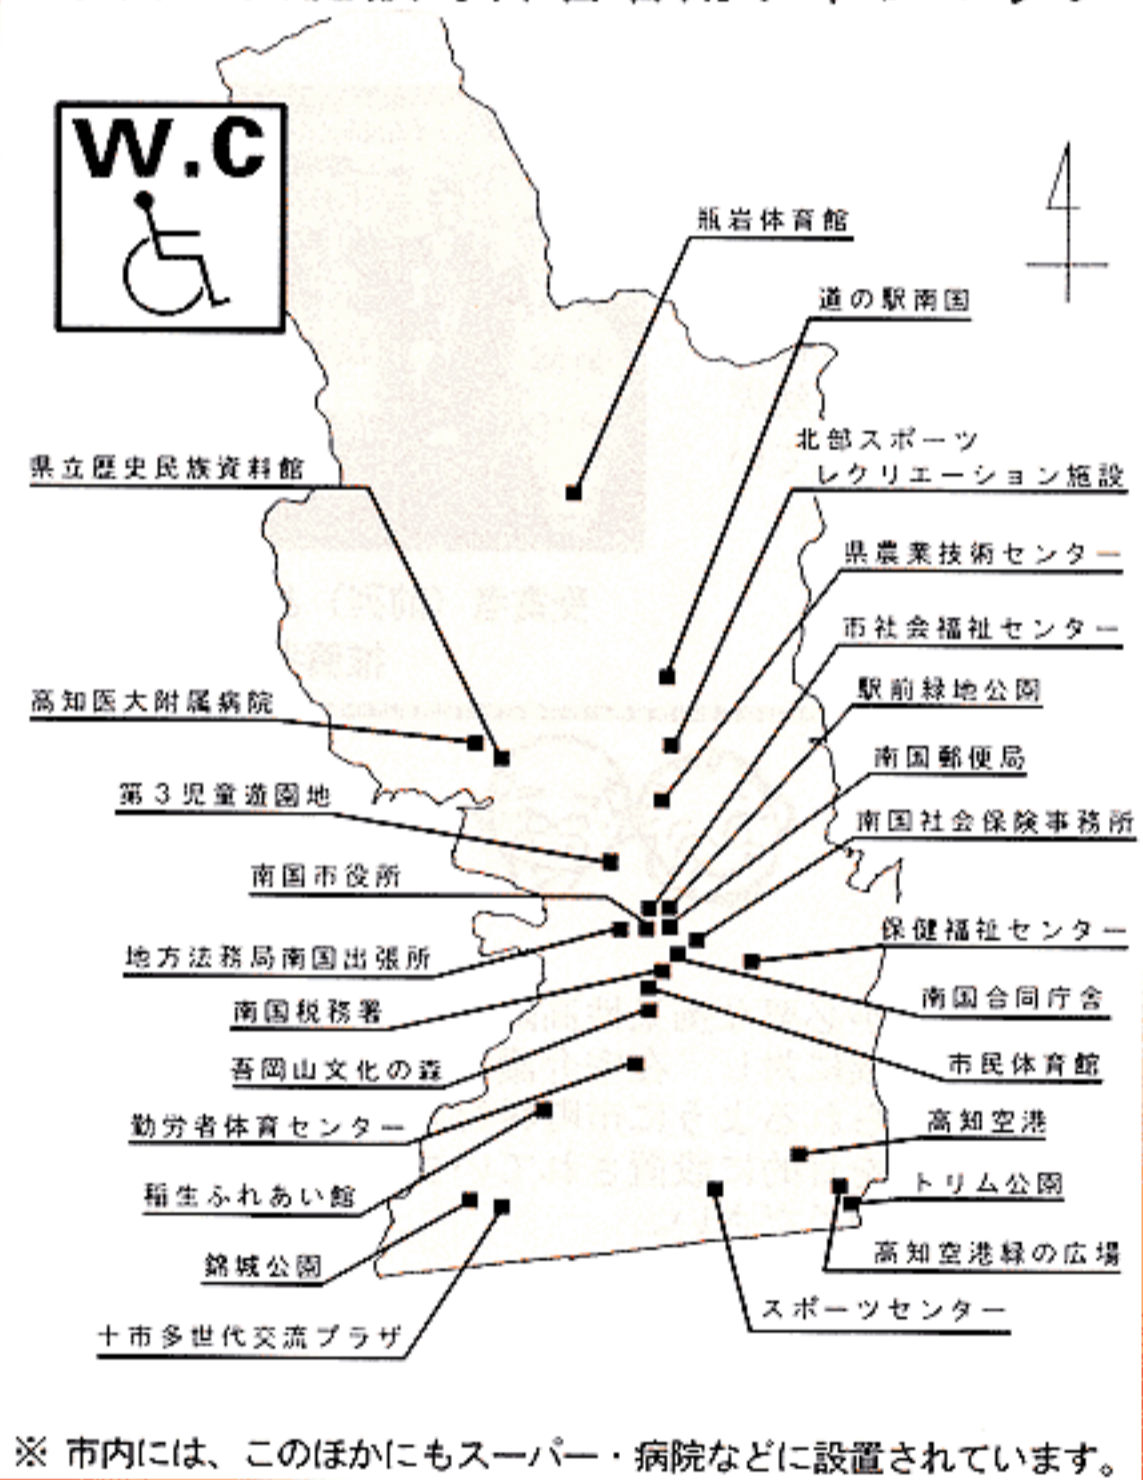 W.C
瓶岩体育館
道の駅南国
北部スポーツ
レクリエーション施設
県立歴史民族資料館
県農業技術センター
市社会福祉センター
駅前緑地公園
高知医大附属病院
南国郵便局
第3児童遊園地
南国社会保険事務所
南国市役所
保健福祉センター
地方法務局南国出張所
南国合同庁舎
南国税務署
吾岡山文化の森
市民体育館
勤労者体育センター
高知空港
稲生ふれあい館
トリム公園
錦城公園
高知空港緑の広場
スポーツセンター
十市多世代交流プラザ
※ 市内には、このほかにもスーパー・病院などに設置されています。